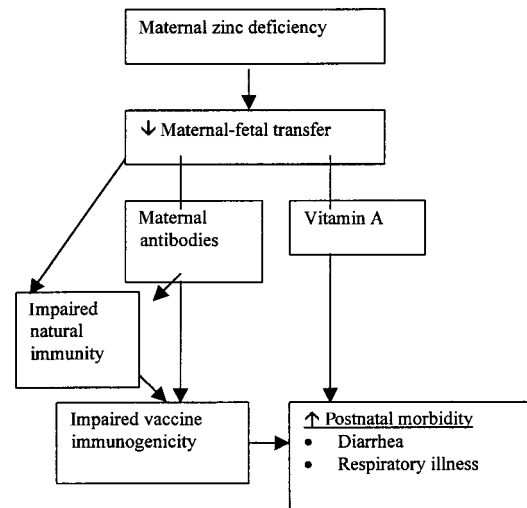 Maternal zinc deficiency
↓ Maternal-fetal transfer
Maternal
antibodies
Vitamin A
Impaired
natural
immunity
Impaired vaccine
immunogenicity
↑ Postnatal morbidity
• Diarrhea
• Respiratory illness